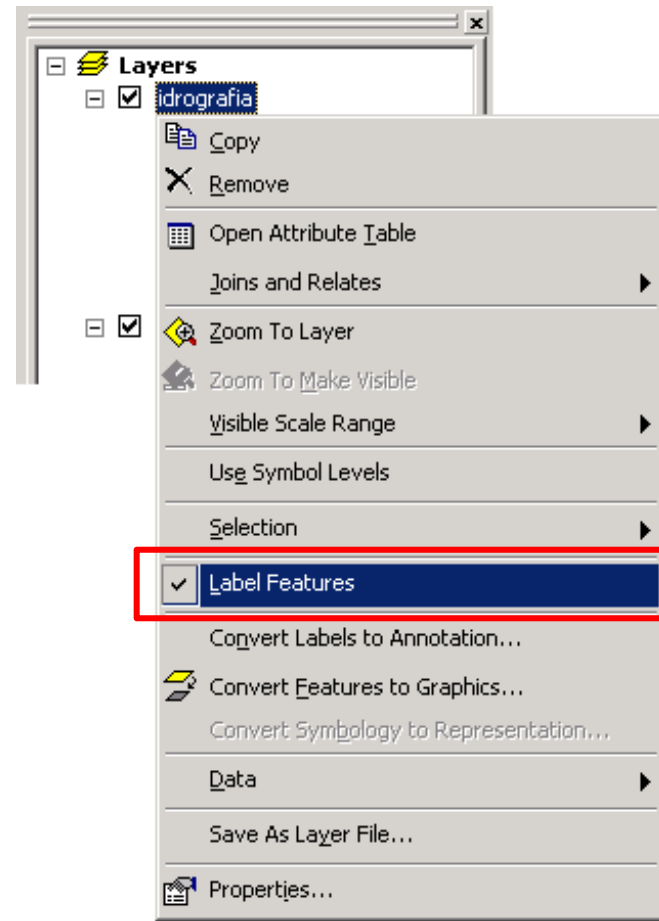 Layers
idrografia
Copy
Remove
Open Attribute Table
Joins and Relates
Zoom To Layer
Zoom To Make Visible
Visible Scale Range
Use Symbol Levels
Selection
Label Features
Convert Labels to Annotation...
Convert Features to Graphics...
Convert Symbology to Representation...
Data
Save As Layer File...
Properties...